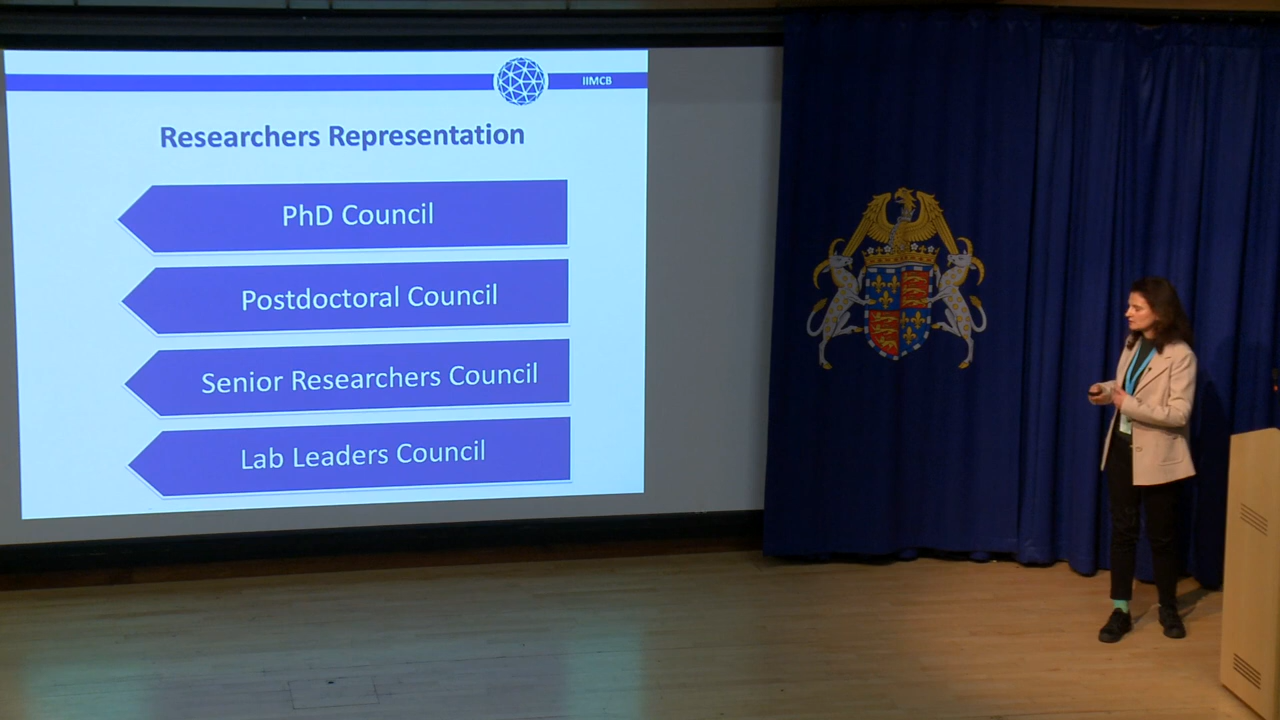 IIMCB
Researchers Representation
PhD Council
Postdoctoral Council
Senior Researchers Council
Lab Leaders Council